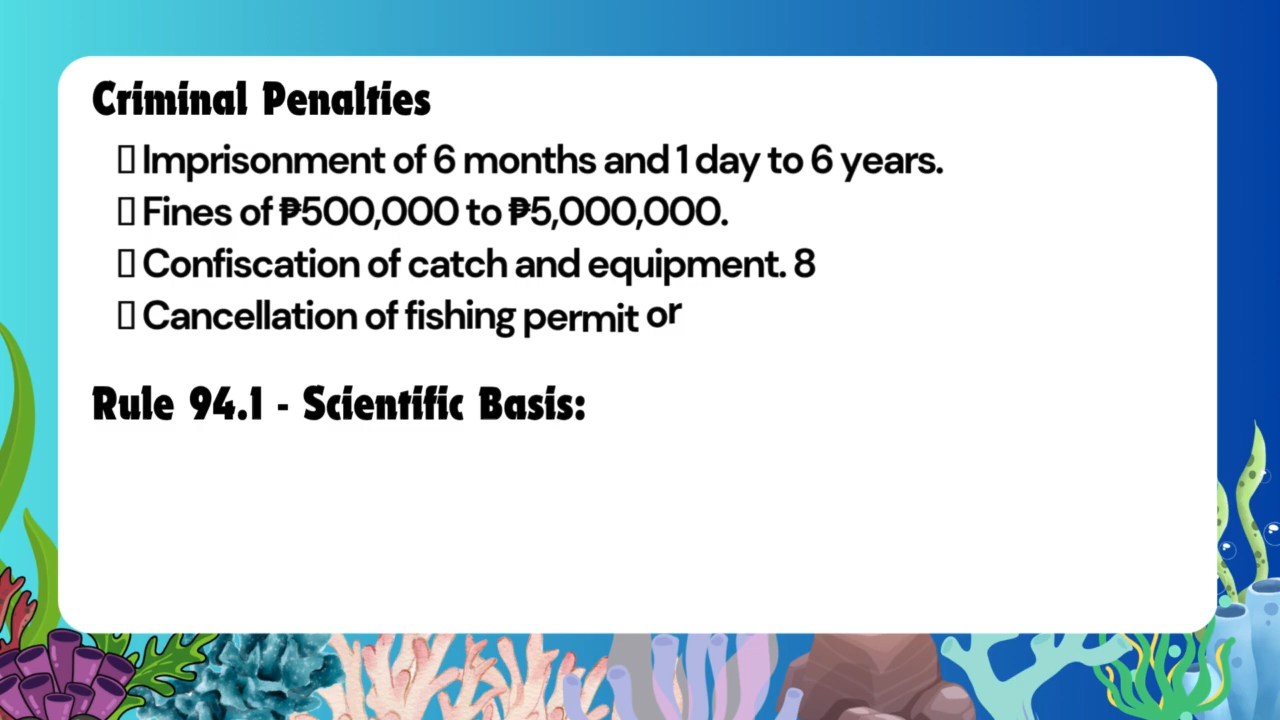 Criminal Penalties
▯ Imprisonment of 6 months and 1 day to 6 years.
▯ Fines of ₱500,000 to ₱5,000,000.
▯ Confiscation of catch and equipment. 8
▯ Cancellation of fishing permit or
Rule 94.1 - Scientific Basis: